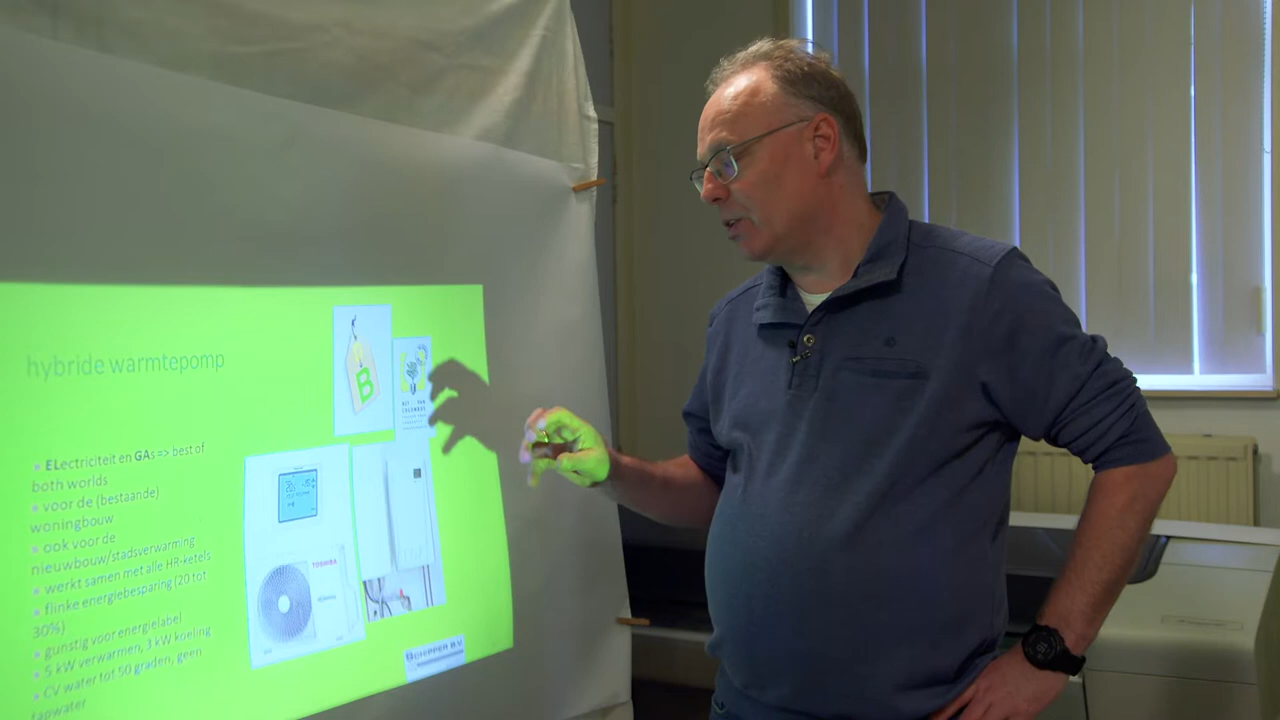 hybride warmtepomp
B
ELectriciteit en GAs => best of
both worlds
voor de (bestaande)
woningbouw
ook voor de
nieuwbouw/stadsverwarming
werkt samen met alle HR-ketels
flinke energiebesparing (20 tot
30%)
gunstig voor energielabel
5 kW verwarmen, 3 kW koeling
CV water tot 50 graden, geen
tapwater
TOSHIBA
SCHIPPER B.V.